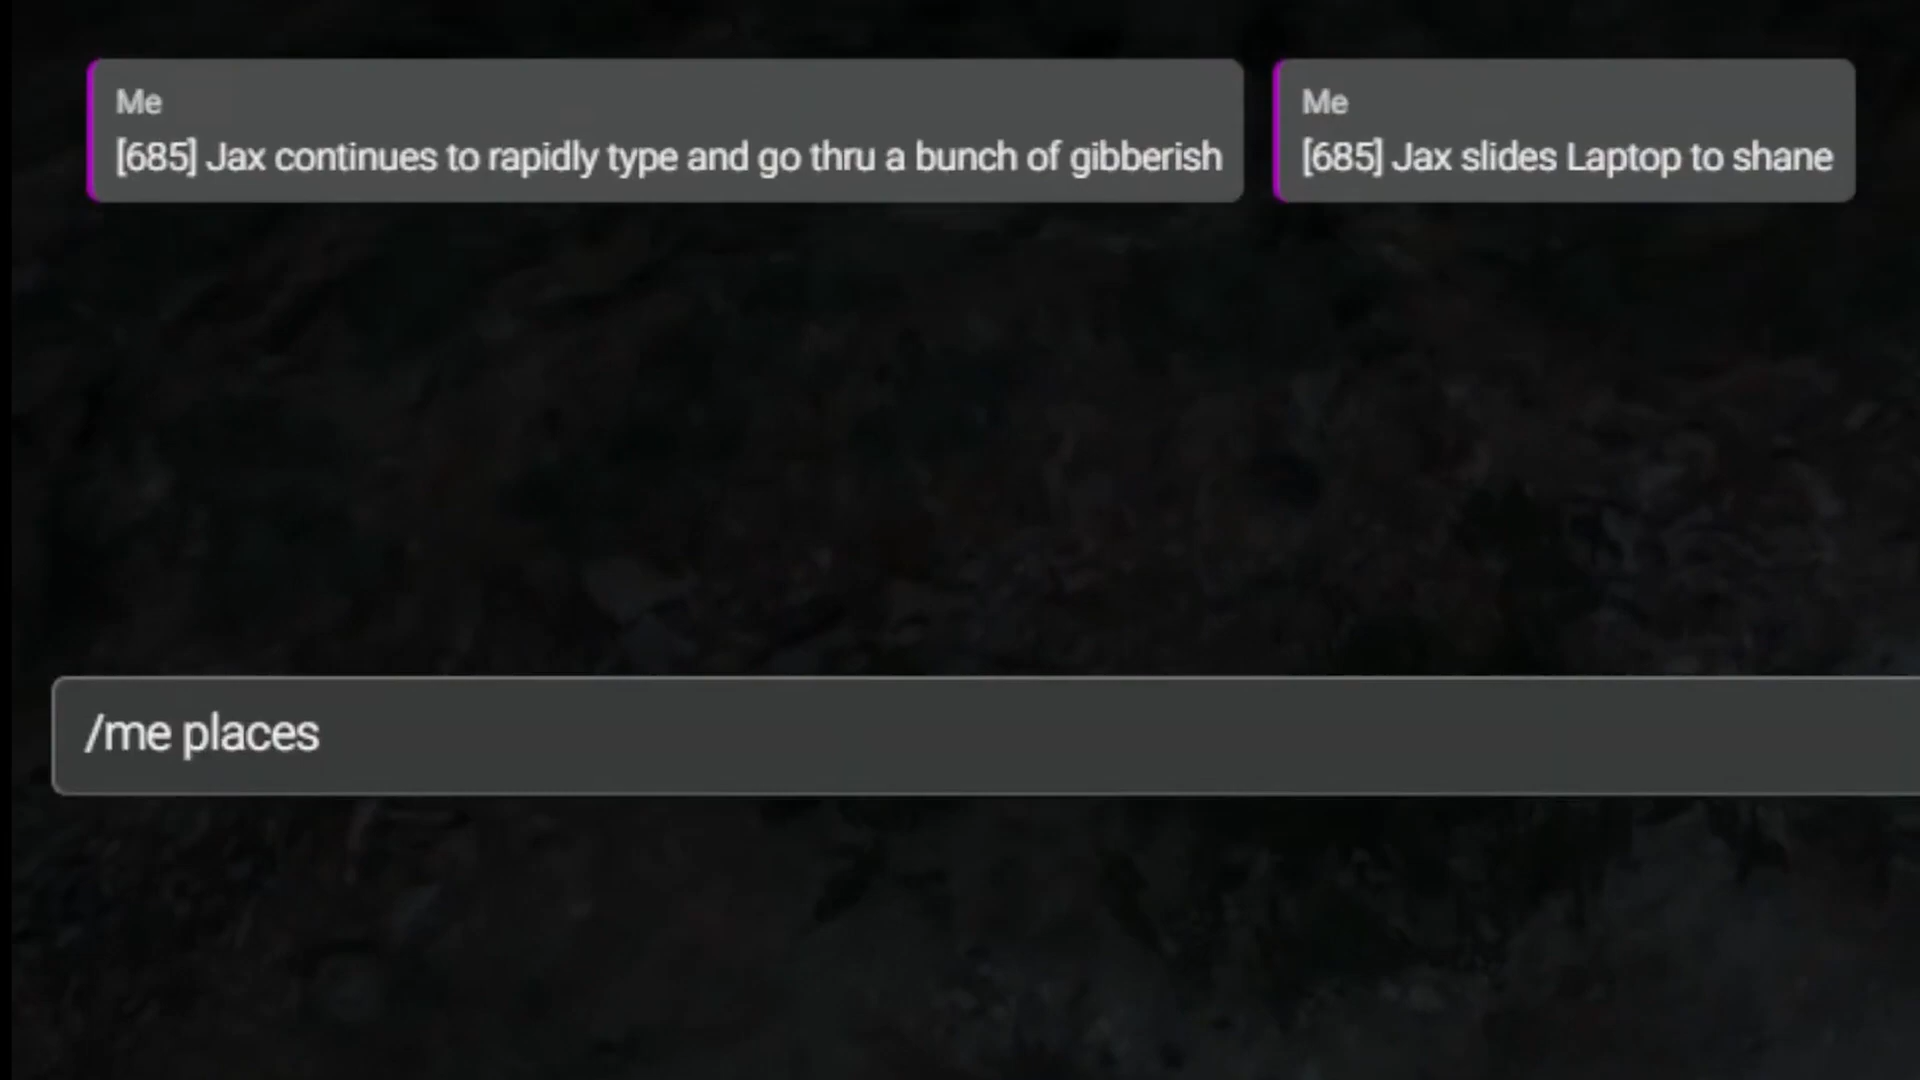 Me
[685] Jax continues to rapidly type and go thru a bunch of gibberish
Me
[685] Jax slides Laptop to shane
/me places